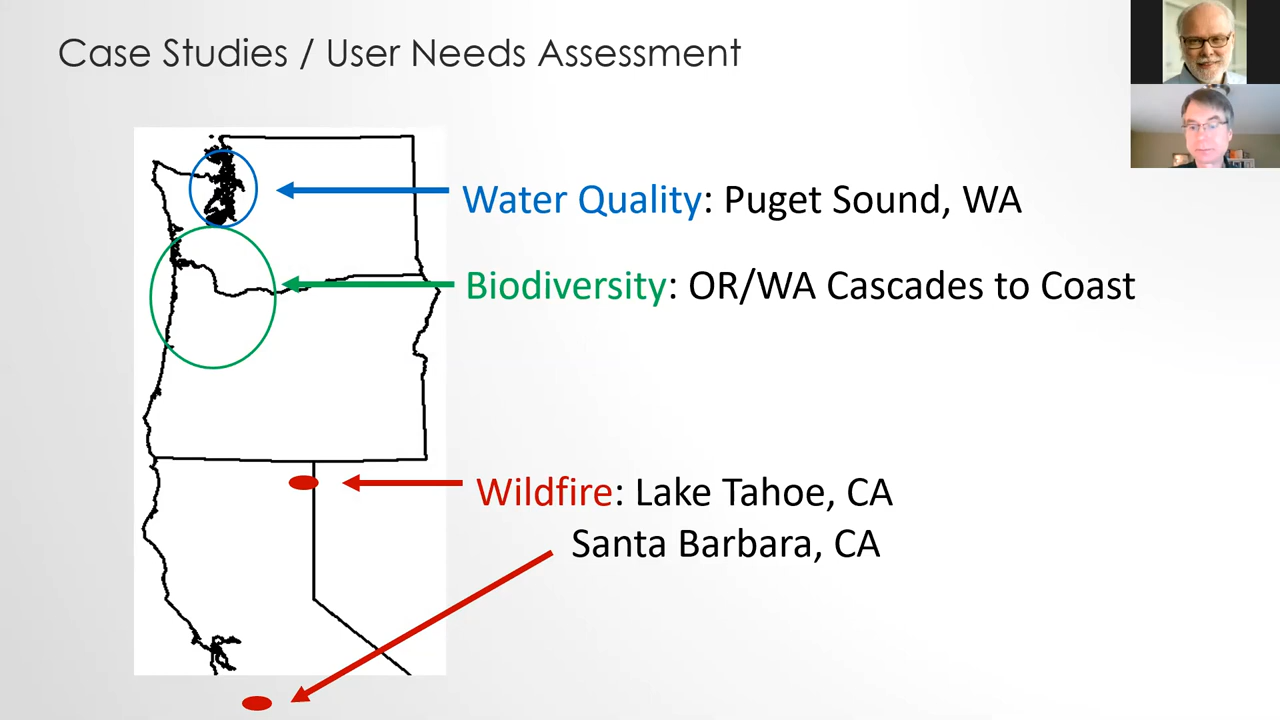 Case Studies / User Needs Assessment
Water Quality: Puget Sound, WA
Biodiversity: OR/WA Cascades to Coast
Wildfire: Lake Tahoe, CA
Santa Barbara, CA